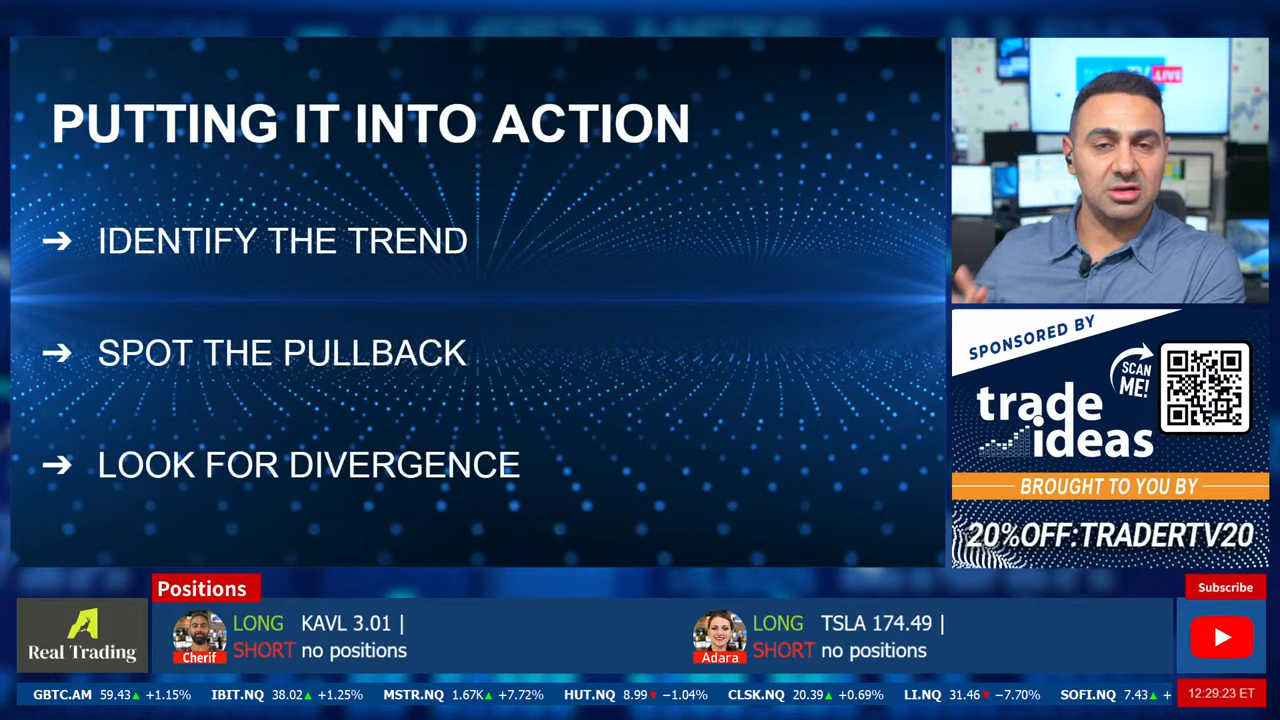 PUTTING IT INTO ACTION
➔ IDENTIFY THE TREND
➔ SPOT THE PULLBACK
➔ LOOK FOR DIVERGENCE
.LIVE
SPONSORED BY
SCAN ME!
trade ideas
BROUGHT TO YOU BY
20%OFF:TRADERTV20
Positions
Subscribe
Real Trading
Cherif
LONG KAVL 3.01 |
SHORT no positions
Adara
LONG TSLA 174.49 |
SHORT no positions
GBTC.AM 59.43▲ +1.15% IBIT.NQ 38.02▲ +1.25% MSTR.NQ 1.67K▲ +7.72% HUT.NQ 8.99▼ −1.04% CLSK.NQ 20.39▲ +0.69% LI.NQ 31.46▼ −7.70% SOFI.NQ 7.43▲ +
12:29:23 ET